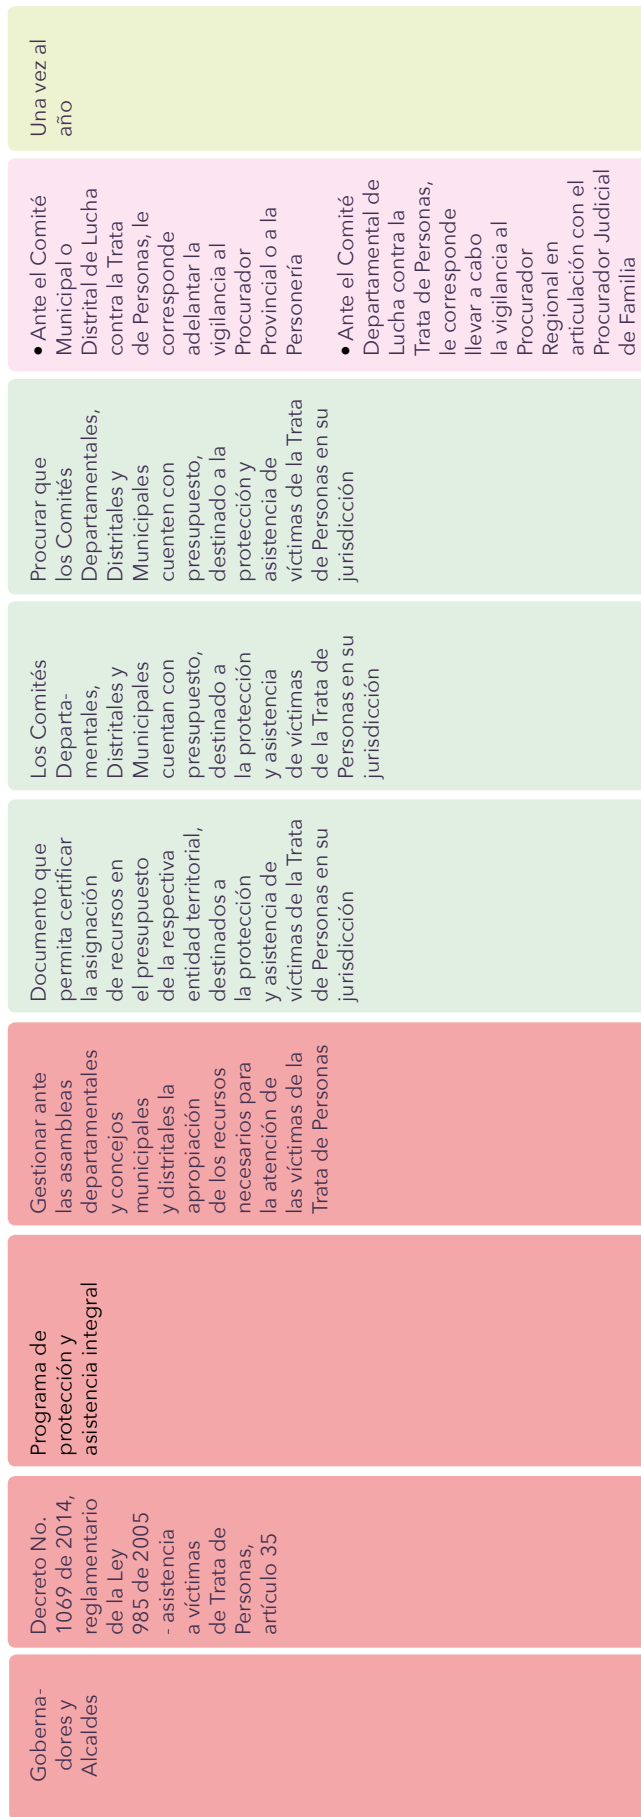 Goberna-
dores y
Alcaldes
Decreto No.
1069 de 2014,
reglamentario
de la Ley
985 de 2005
- asistencia
a víctimas
de Trata de
Personas,
artículo 35
Programa de
protección y
asistencia integral
Gestionar ante
las asambleas
departamentales
y concejos
municipales
y distritales la
apropiación
de los recursos
necesarios para
la atención de
las víctimas de la
Trata de Personas
Documento que
permita certificar
la asignación
de recursos en
el presupuesto
de la respectiva
entidad territorial,
destinados a
la protección
y asistencia de
víctimas de la Trata
de Personas en su
jurisdicción
Los Comités
Departa-
mentales,
Distritales y
Municipales
cuentan con
presupuesto,
destinado a
la protección
y asistencia
de víctimas
de la Trata de
Personas en su
jurisdicción
Procurar que
los Comités
Departamentales,
Distritales y
Municipales
cuenten con
presupuesto,
destinado a la
protección y
asistencia de
víctimas de la Trata
de Personas en su
jurisdicción
• Ante el Comité
Municipal o
Distrital de Lucha
contra la Trata
de Personas, le
corresponde
adelantar la
vigilancia al
Procurador
Provincial o a la
Personería
• Ante el Comité
Departamental de
Lucha contra la
Trata de Personas,
le corresponde
llevar a cabo
la vigilancia al
Procurador
Regional en
articulación con el
Procurador Judicial
de Familia
Una vez al
año